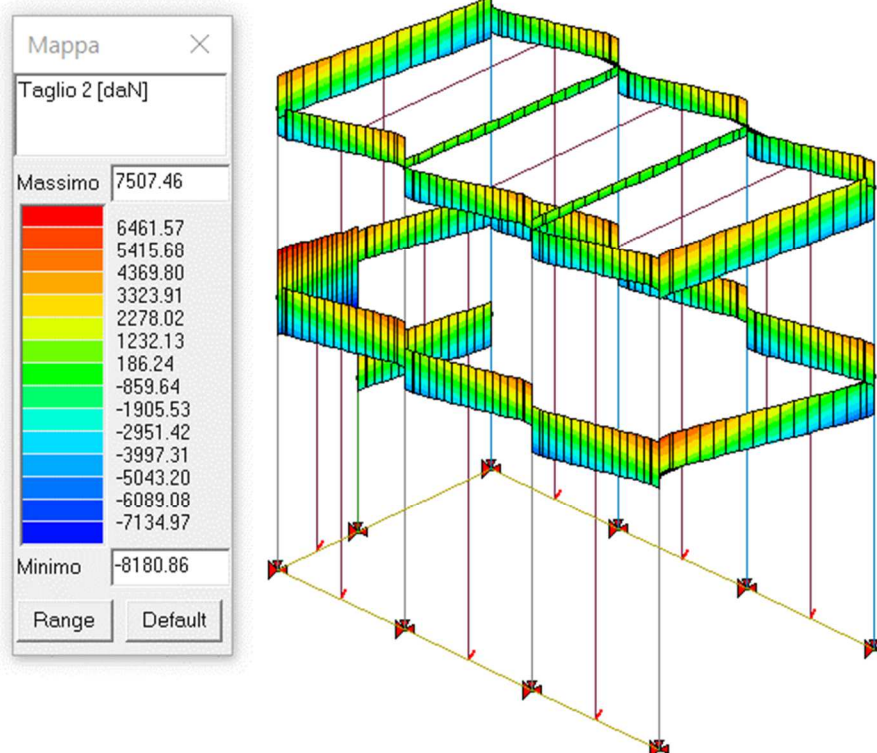 Mappa
Taglio 2 [daN]
Massimo 7507.46
6461.57
5415.68
4369.80
3323.91
2278.02
1232.13
186.24
-859.64
-1905.53
-2951.42
-3997.31
-5043.20
-6089.08
-7134.97
Minimo -8180.86
Range Default